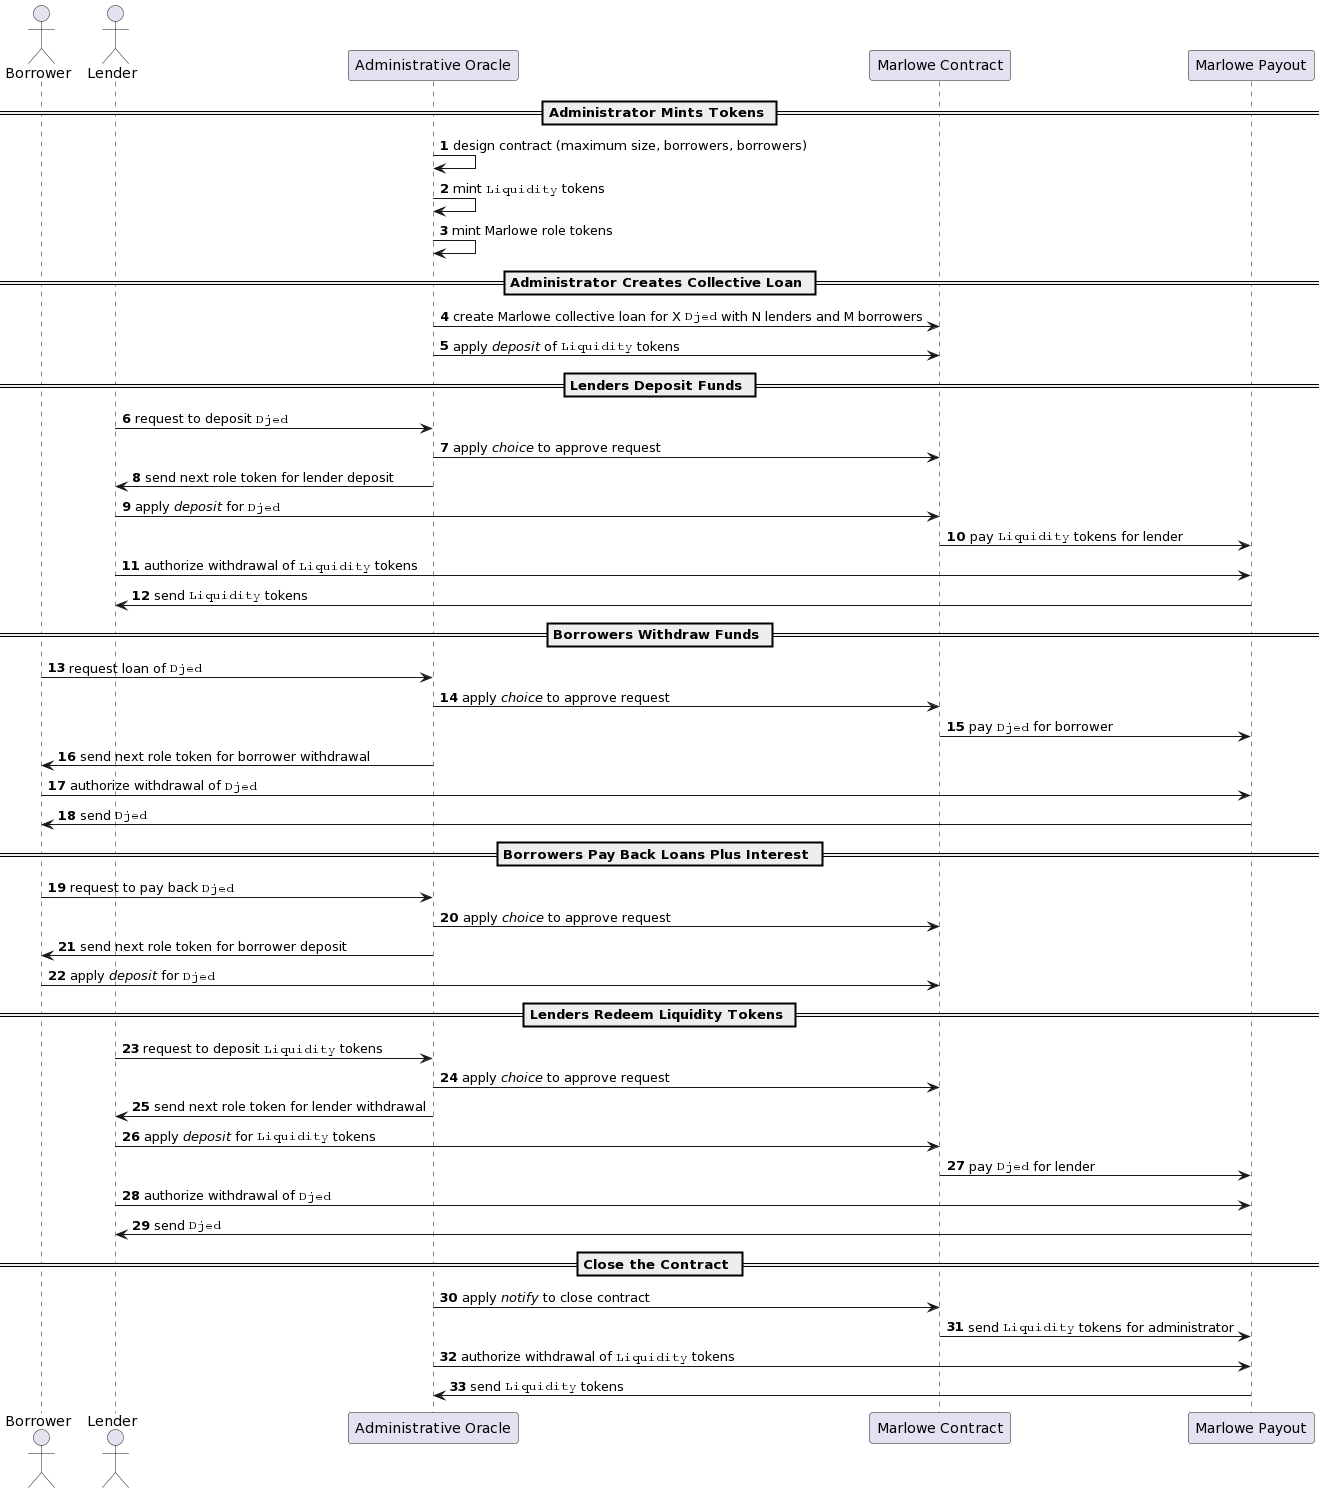 Borrower Lender Administrative Oracle Marlowe Contract Marlowe Payout
Administrator Mints Tokens
1 design contract (maximum size, borrowers, borrowers)
2 mint Liquidity tokens
3 mint Marlowe role tokens
Administrator Creates Collective Loan
4 create Marlowe collective loan for X Djed with N lenders and M borrowers
5 apply deposit of Liquidity tokens
Lenders Deposit Funds
6 request to deposit Djed
7 apply choice to approve request
8 send next role token for lender deposit
9 apply deposit for Djed
10 pay Liquidity tokens for lender
11 authorize withdrawal of Liquidity tokens
12 send Liquidity tokens
Borrowers Withdraw Funds
13 request loan of Djed
14 apply choice to approve request
15 pay Djed for borrower
16 send next role token for borrower withdrawal
17 authorize withdrawal of Djed
18 send Djed
Borrowers Pay Back Loans Plus Interest
19 request to pay back Djed
20 apply choice to approve request
21 send next role token for borrower deposit
22 apply deposit for Djed
Lenders Redeem Liquidity Tokens
23 request to deposit Liquidity tokens
24 apply choice to approve request
25 send next role token for lender withdrawal
26 apply deposit for Liquidity tokens
27 pay Djed for lender
28 authorize withdrawal of Djed
29 send Djed
Close the Contract
30 apply notify to close contract
31 send Liquidity tokens for administrator
32 authorize withdrawal of Liquidity tokens
33 send Liquidity tokens
Borrower Lender Administrative Oracle Marlowe Contract Marlowe Payout